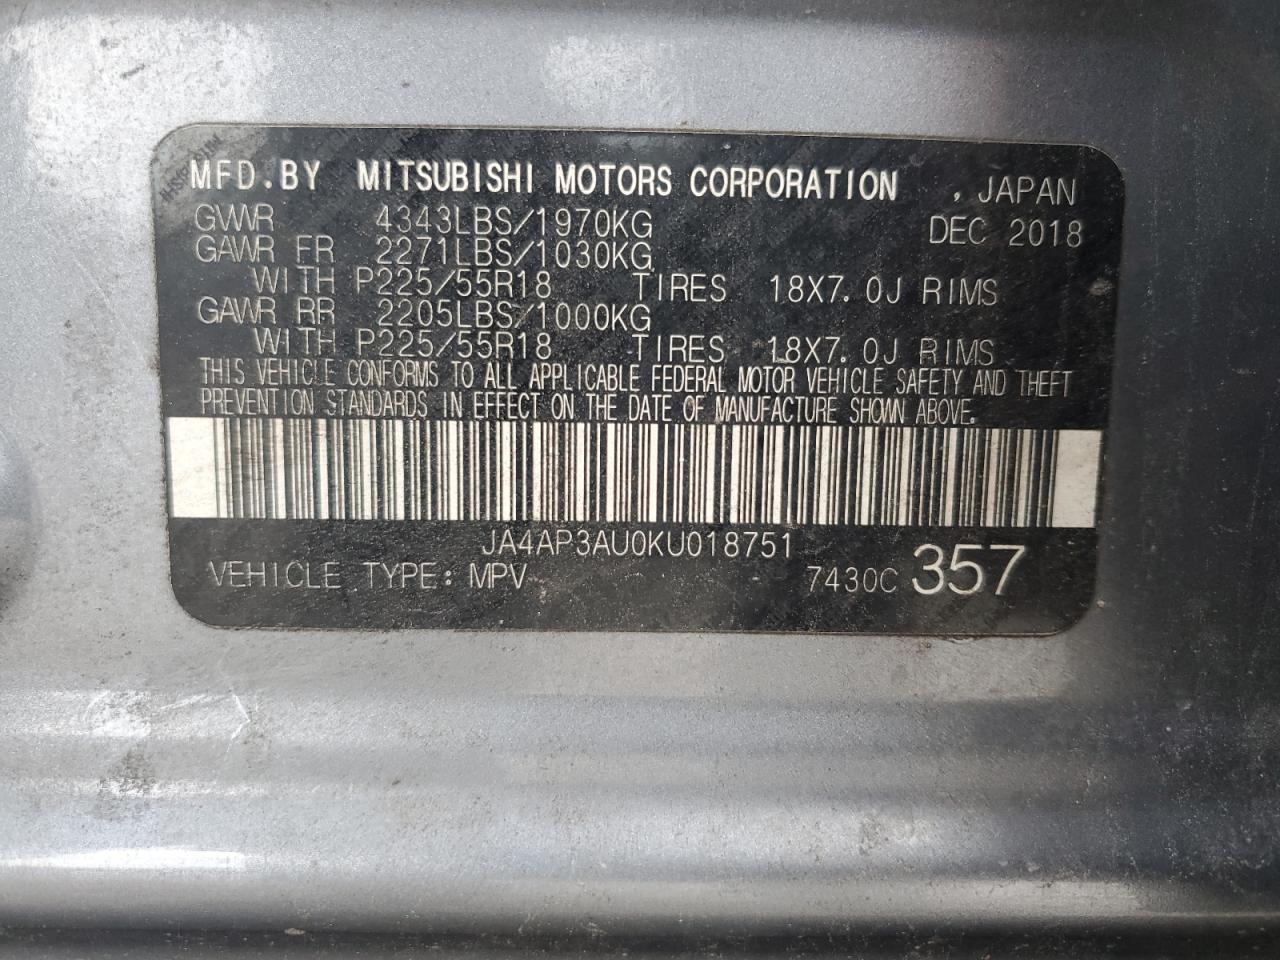 MFD.BY MITSUBISHI MOTORS CORPORATION , JAPAN
GVWR 4343LBS/1970KG DEC 2018
GAWR FR 2271LBS/1030KG
WITH P225/55R18 TIRES 18X7.0J RIMS
GAWR RR 2205LBS/1000KG
WITH P225/55R18 TIRES 18X7.0J RIMS
THIS VEHICLE CONFORMS TO ALL APPLICABLE FEDERAL MOTOR VEHICLE SAFETY AND THEFT
PREVENTION STANDARDS IN EFFECT ON THE DATE OF MANUFACTURE SHOWN ABOVE.
JA4AP3AU0KU018751
VEHICLE TYPE: MPV 7430C 357